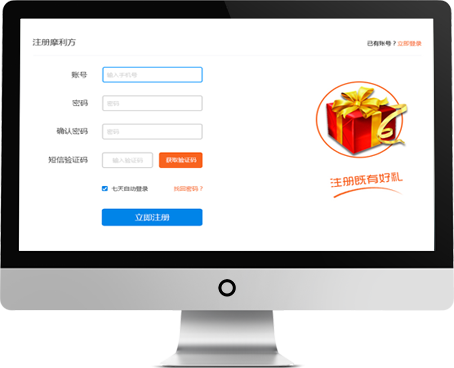 注册摩利方
已有账号？立即登录
账号 输入手机号
密码 密码
确认密码 密码
短信验证码 输入验证码 获取验证码
七天自动登录 找回密码？
立即注册
注册既有好礼